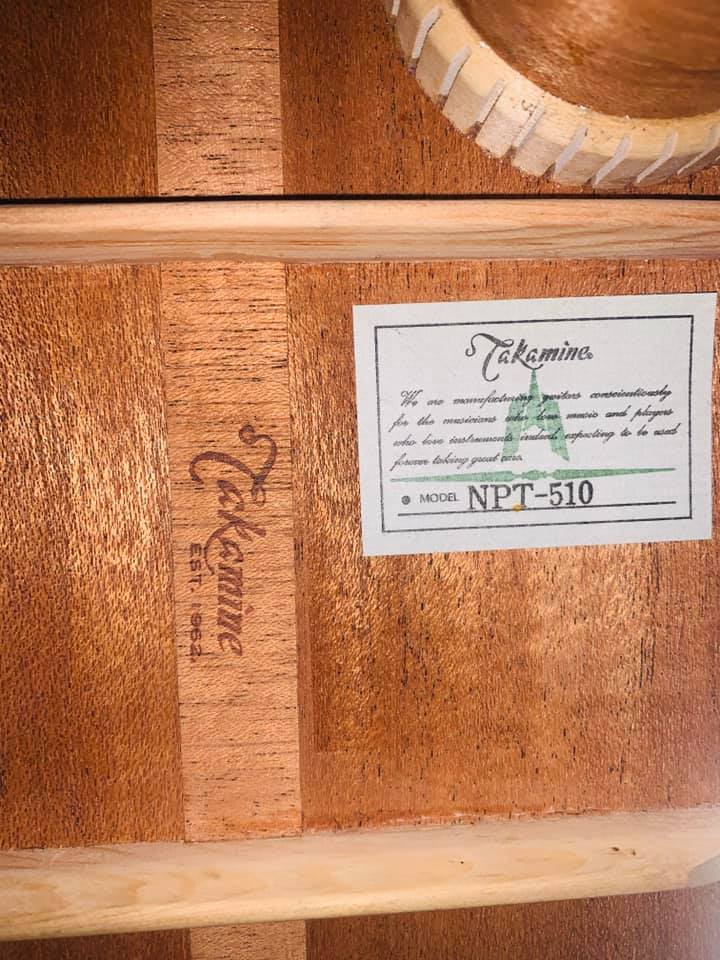 Takamine
We are manufacturing guitars conscientiously
for the musicians who love music and players
who love instruments indeed, expecting to be used
forever taking great care.
MODEL NPT-510
Takamine
EST. 1962